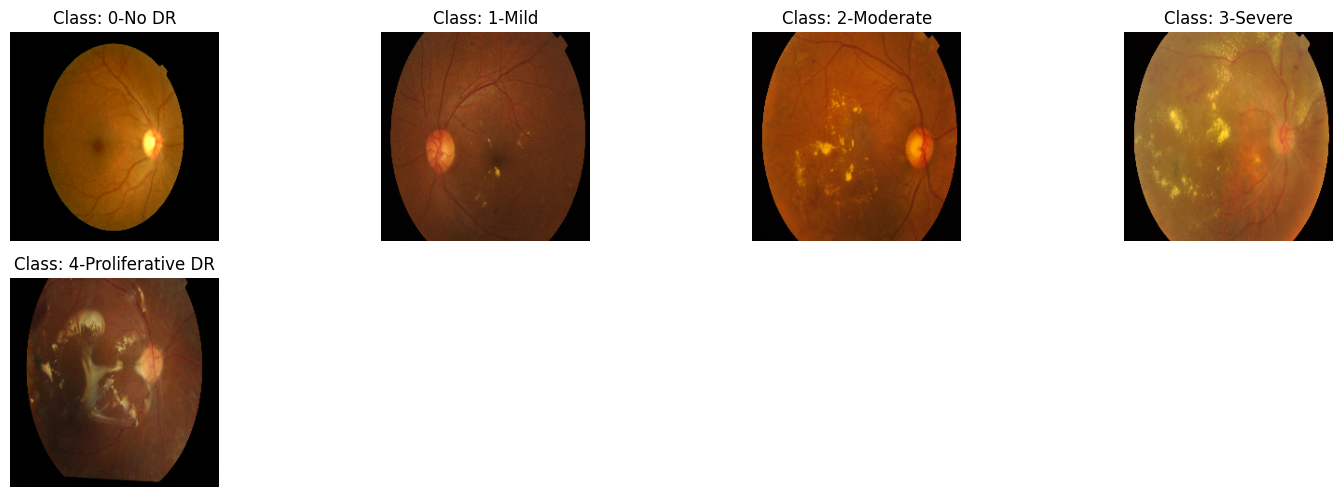 Class: 0-No DR
Class: 1-Mild
Class: 2-Moderate
Class: 3-Severe
Class: 4-Proliferative DR